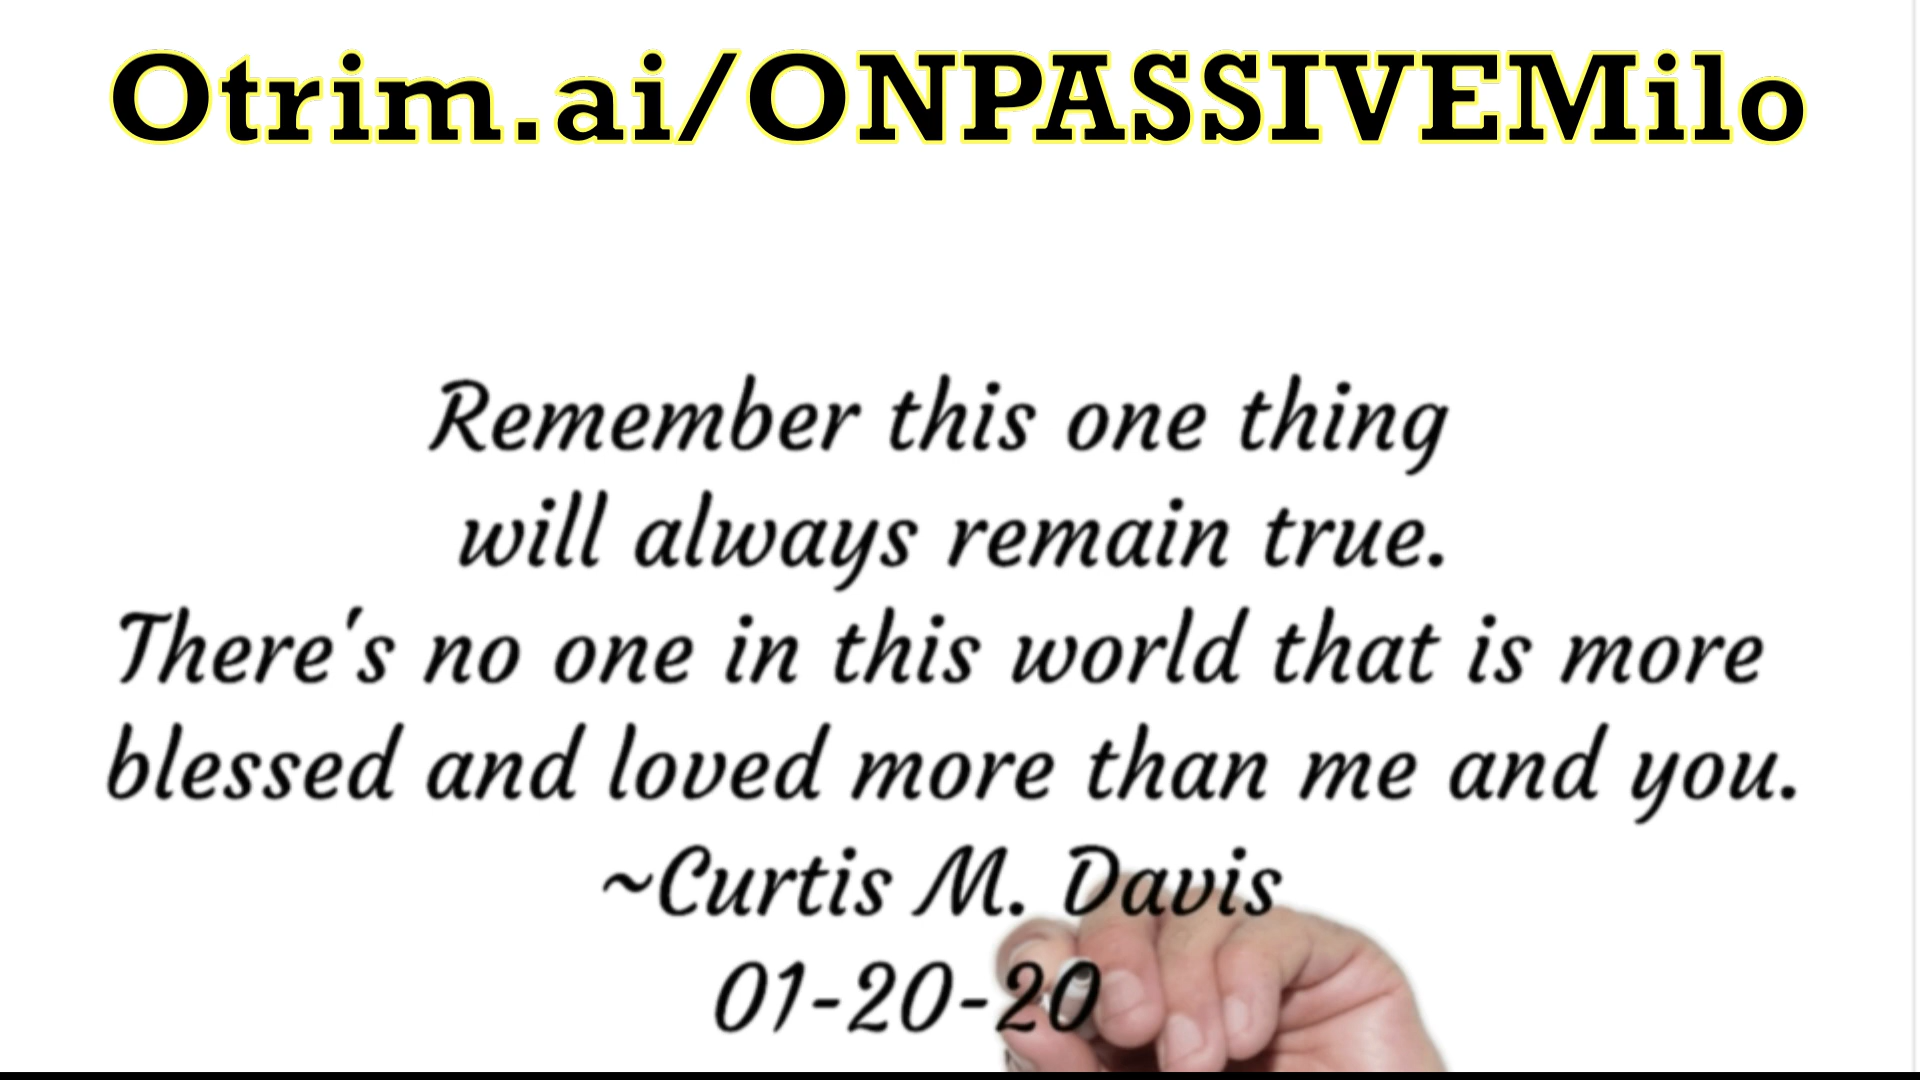 Otrim.ai/ONPASSIVEMilo
Remember this one thing
will always remain true.
There's no one in this world that is more
blessed and loved more than me and you.
~Curtis M. Davis
01-20-20